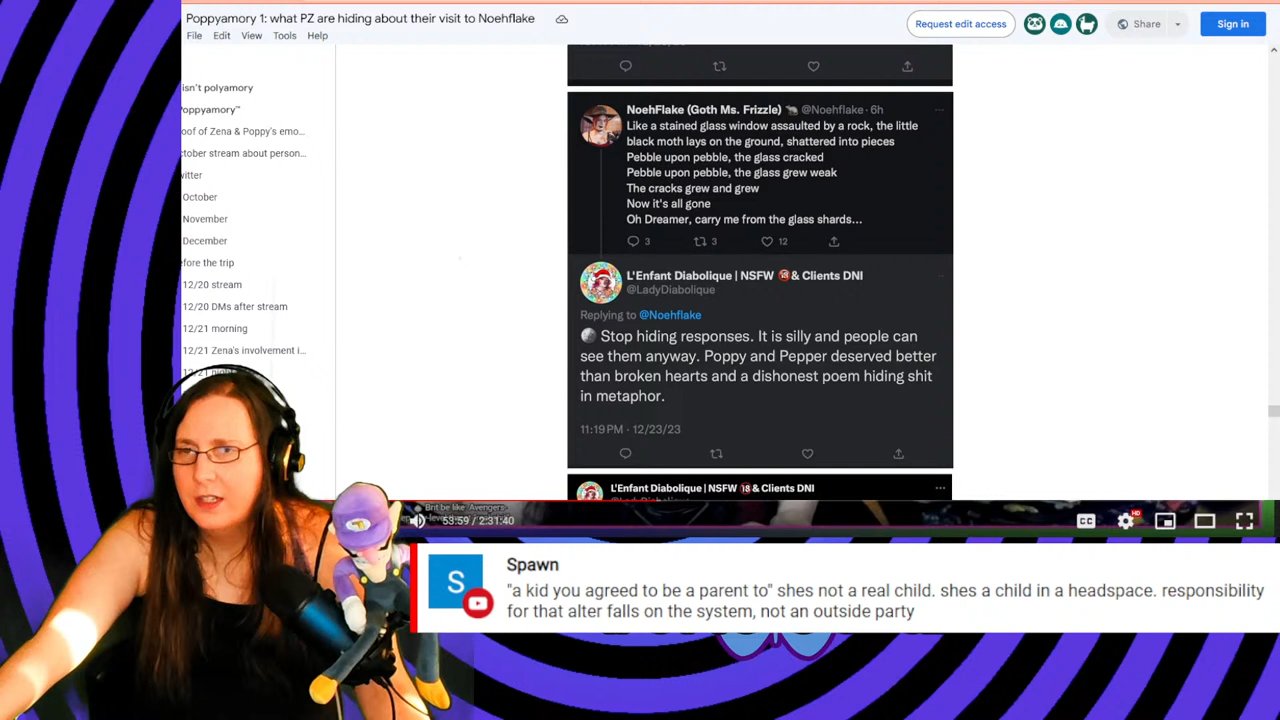 Poppyamory 1: what PZ are hiding about their visit to Noehflake
Request edit access
Share
Sign in
File Edit View Tools Help
isn't polyamory
oppyamory™
oof of Zena & Poppy's emo...
ctober stream about person...
witter
October
November
December
efore the trip
12/20 stream
12/20 DMs after stream
12/21 morning
12/21 Zena's involvement i...
NoehFlake (Goth Ms. Frizzle) @Noehflake · 6h
Like a stained glass window assaulted by a rock, the little
black moth lays on the ground, shattered into pieces
Pebble upon pebble, the glass cracked
Pebble upon pebble, the glass grew weak
The cracks grew and grew
Now it's all gone
Oh Dreamer, carry me from the glass shards...
3 3 12
L'Enfant Diabolique | NSFW 🔞& Clients DNI
@LadyDiabolique
Replying to @Noehflake
Stop hiding responses. It is silly and people can
see them anyway. Poppy and Pepper deserved better
than broken hearts and a dishonest poem hiding shit
in metaphor.
11:19 PM · 12/23/23
L'Enfant Diabolique | NSFW 🔞& Clients DNI
Brit be like 'Avengers-
53:59 / 2:31:40
CC
HD
S
Spawn
"a kid you agreed to be a parent to" shes not a real child. shes a child in a headspace. responsibility
for that alter falls on the system, not an outside party